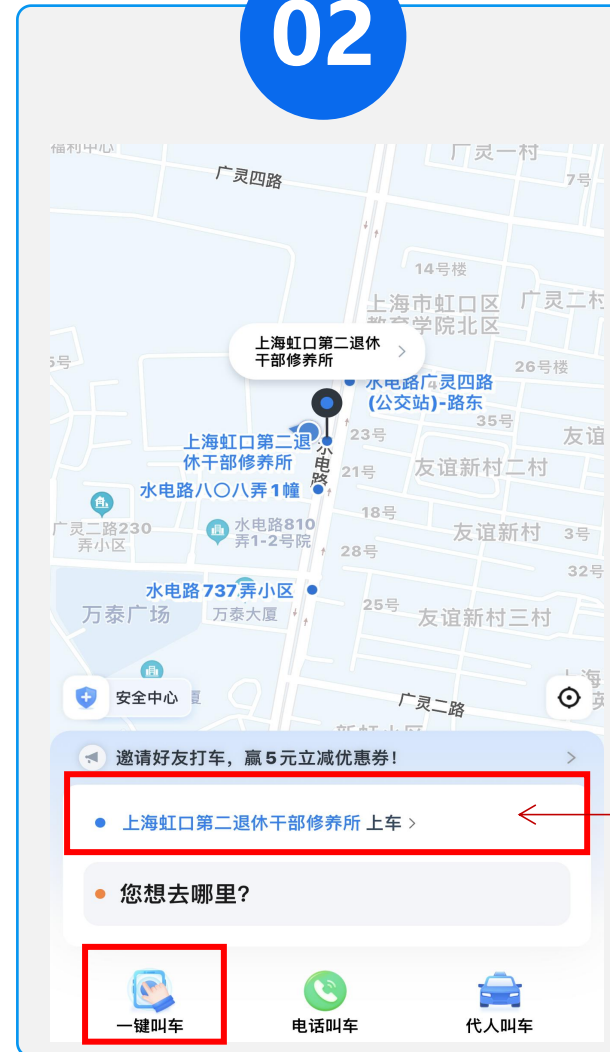 02
福利中心
广灵一村
广灵四路
7号
14号楼
上海市虹口区
教育学院北区
广灵二村
上海虹口第二退休
干部修养所
5号
26号楼
水电路广灵四路
(公交站)-路东
35号
友谊
23号
上海虹口第二退
休干部修养所
水电路
21号
友谊新村二村
水电路八〇八弄1幢
18号
广灵二路230
弄小区
水电路810
弄1-2号院
友谊新村
3号
28号
32号
水电路737弄小区
25号
万泰广场
万泰大厦
友谊新村三村
安全中心
厦
上海
英
广灵二路
邀请好友打车，赢5元立减优惠券！
上海虹口第二退休干部修养所 上车
您想去哪里?
一键叫车
电话叫车
代人叫车